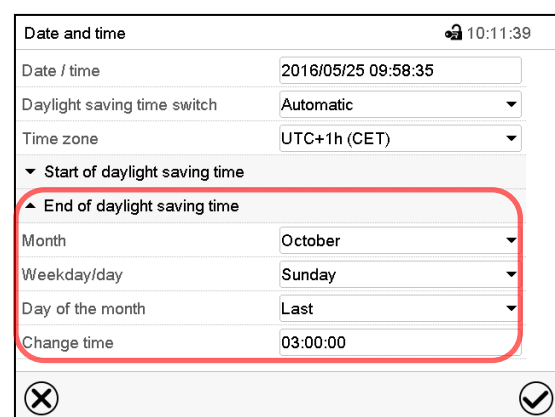 Date and time 10:11:39
Date / time 2016/05/25 09:58:35
Daylight saving time switch Automatic
Time zone UTC+1h (CET)
Start of daylight saving time
End of daylight saving time
Month October
Weekday/day Sunday
Day of the month Last
Change time 03:00:00